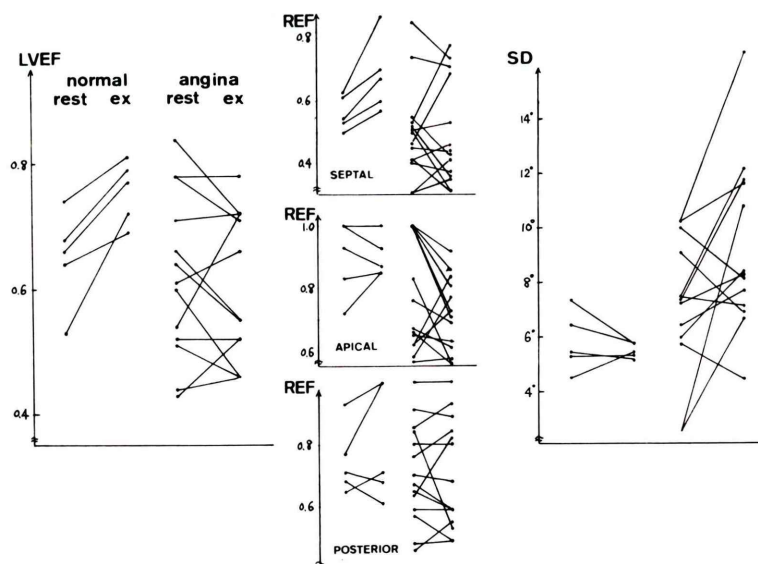 LVEF
normal angina
rest ex rest ex
0.8
0.6
0.4
REF
0.8
0.6
0.4
SEPTAL
REF
1.0
0.8
0.6
APICAL
REF
0.8
0.6
POSTERIOR
SD
14°
12°
10°
8°
6°
4°